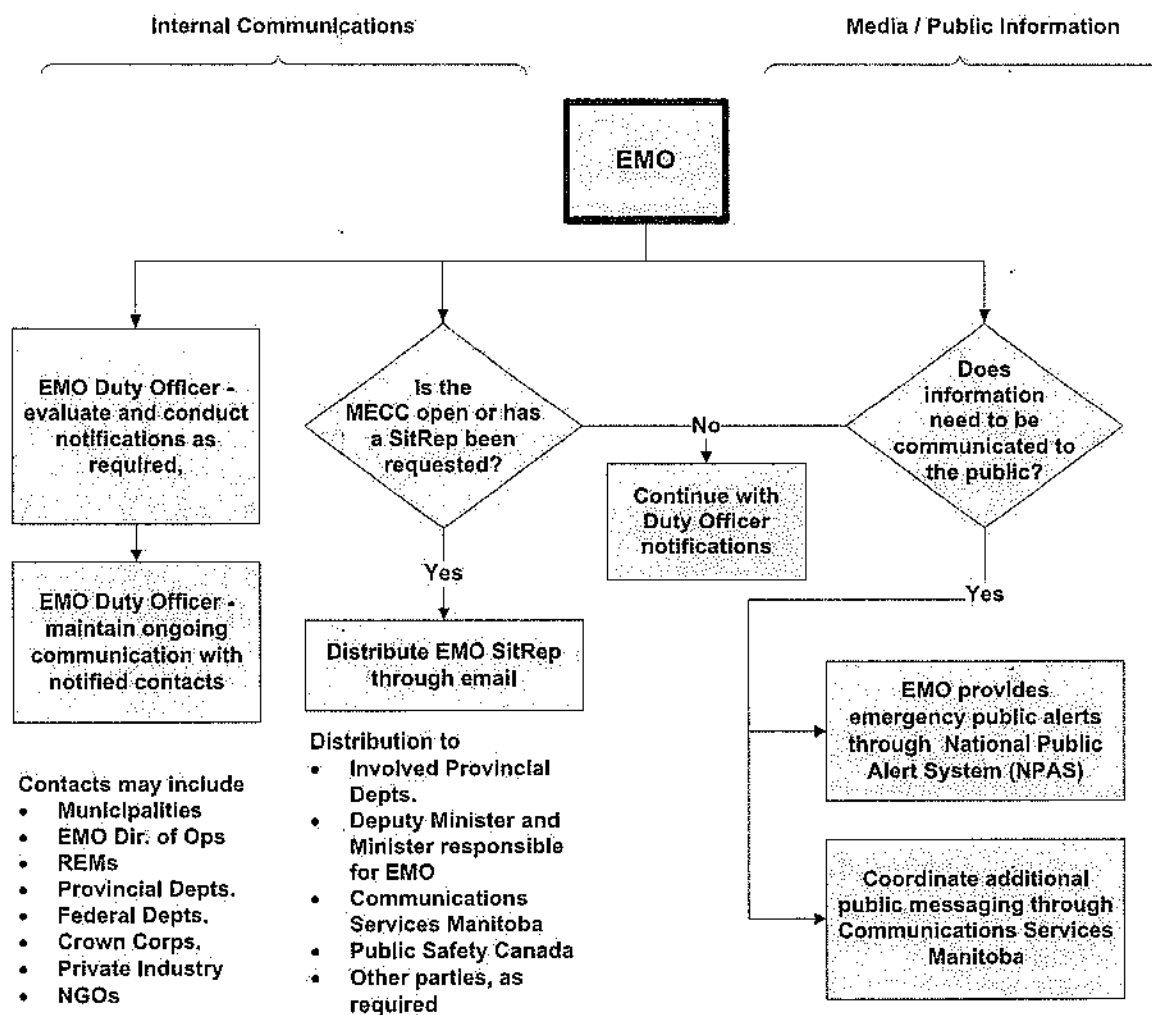 Internal Communications
Media / Public Information
EMO
EMO Duty Officer -
evaluate and conduct
notifications as
required,
EMO Duty Officer -
maintain ongoing
communication with
notified contacts
Contacts may include
• Municipalities
• EMO Dir. of Ops
• REMs
• Provincial Depts.
• Federal Depts.
• Crown Corps.
• Private Industry
• NGOs
Is the
MECC open or has
a SitRep been
requested?
Yes
Distribute EMO SitRep
through email
Distribution to
• Involved Provincial
Depts.
• Deputy Minister and
Minister responsible
for EMO
• Communications
Services Manitoba
• Public Safety Canada
• Other parties, as
required
No
Continue with
Duty Officer
notifications
Does
information
need to be
communicated to
the public?
Yes
EMO provides
emergency public alerts
through National Public
Alert System (NPAS)
Coordinate additional
public messaging through
Communications Services
Manitoba